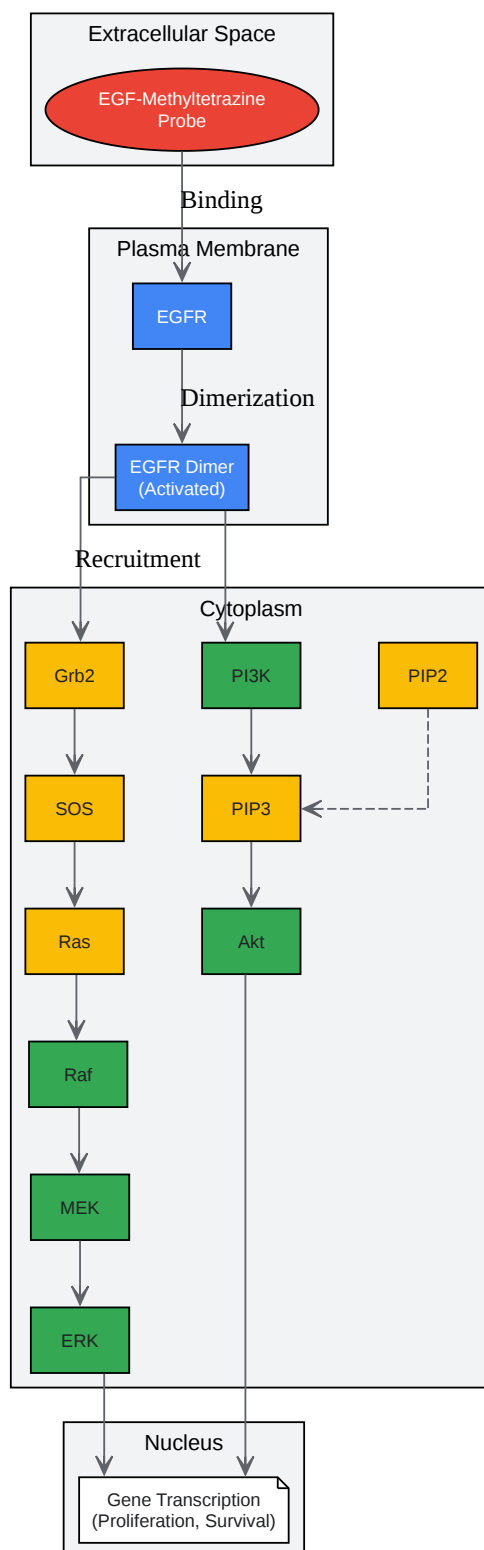 Extracellular Space
EGF-Methyltetrazine
Probe
Binding
Plasma Membrane
EGFR
Dimerization
EGFR Dimer
(Activated)
Recruitment
Cytoplasm
Grb2
PI3K
PIP2
SOS
PIP3
Ras
Akt
Raf
MEK
ERK
Nucleus
Gene Transcription
(Proliferation, Survival)